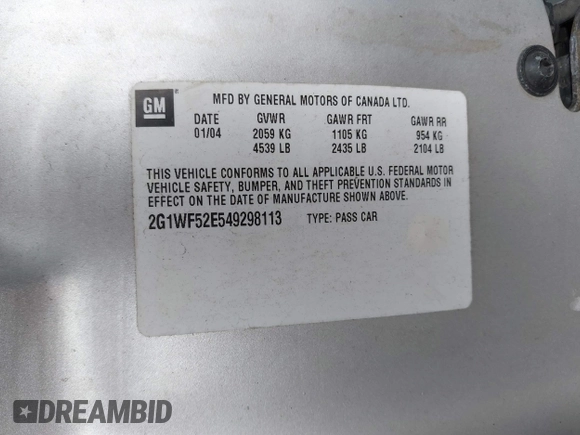 GM
MFD BY GENERAL MOTORS OF CANADA LTD.
DATE GVWR GAWR FRT GAWR RR
01/04 2059 KG 1105 KG 954 KG
4539 LB 2435 LB 2104 LB
THIS VEHICLE CONFORMS TO ALL APPLICABLE U.S. FEDERAL MOTOR
VEHICLE SAFETY, BUMPER, AND THEFT PREVENTION STANDARDS IN
EFFECT ON THE DATE OF MANUFACTURE SHOWN ABOVE.
2G1WF52E549298113 TYPE: PASS CAR
DREAMBID